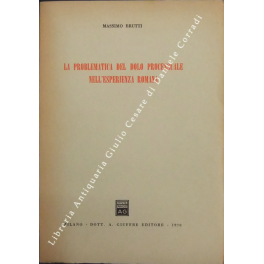 MASSIMO BRUTTI
LA PROBLEMATICA DEL DOLO PROCESSUALE
NELL'ESPERIENZA ROMANA
MILANO - DOTT. A. GIUFFRÈ EDITORE - 1973
Libreria Antiquaria Giulio Cesare di Daniele Corradi